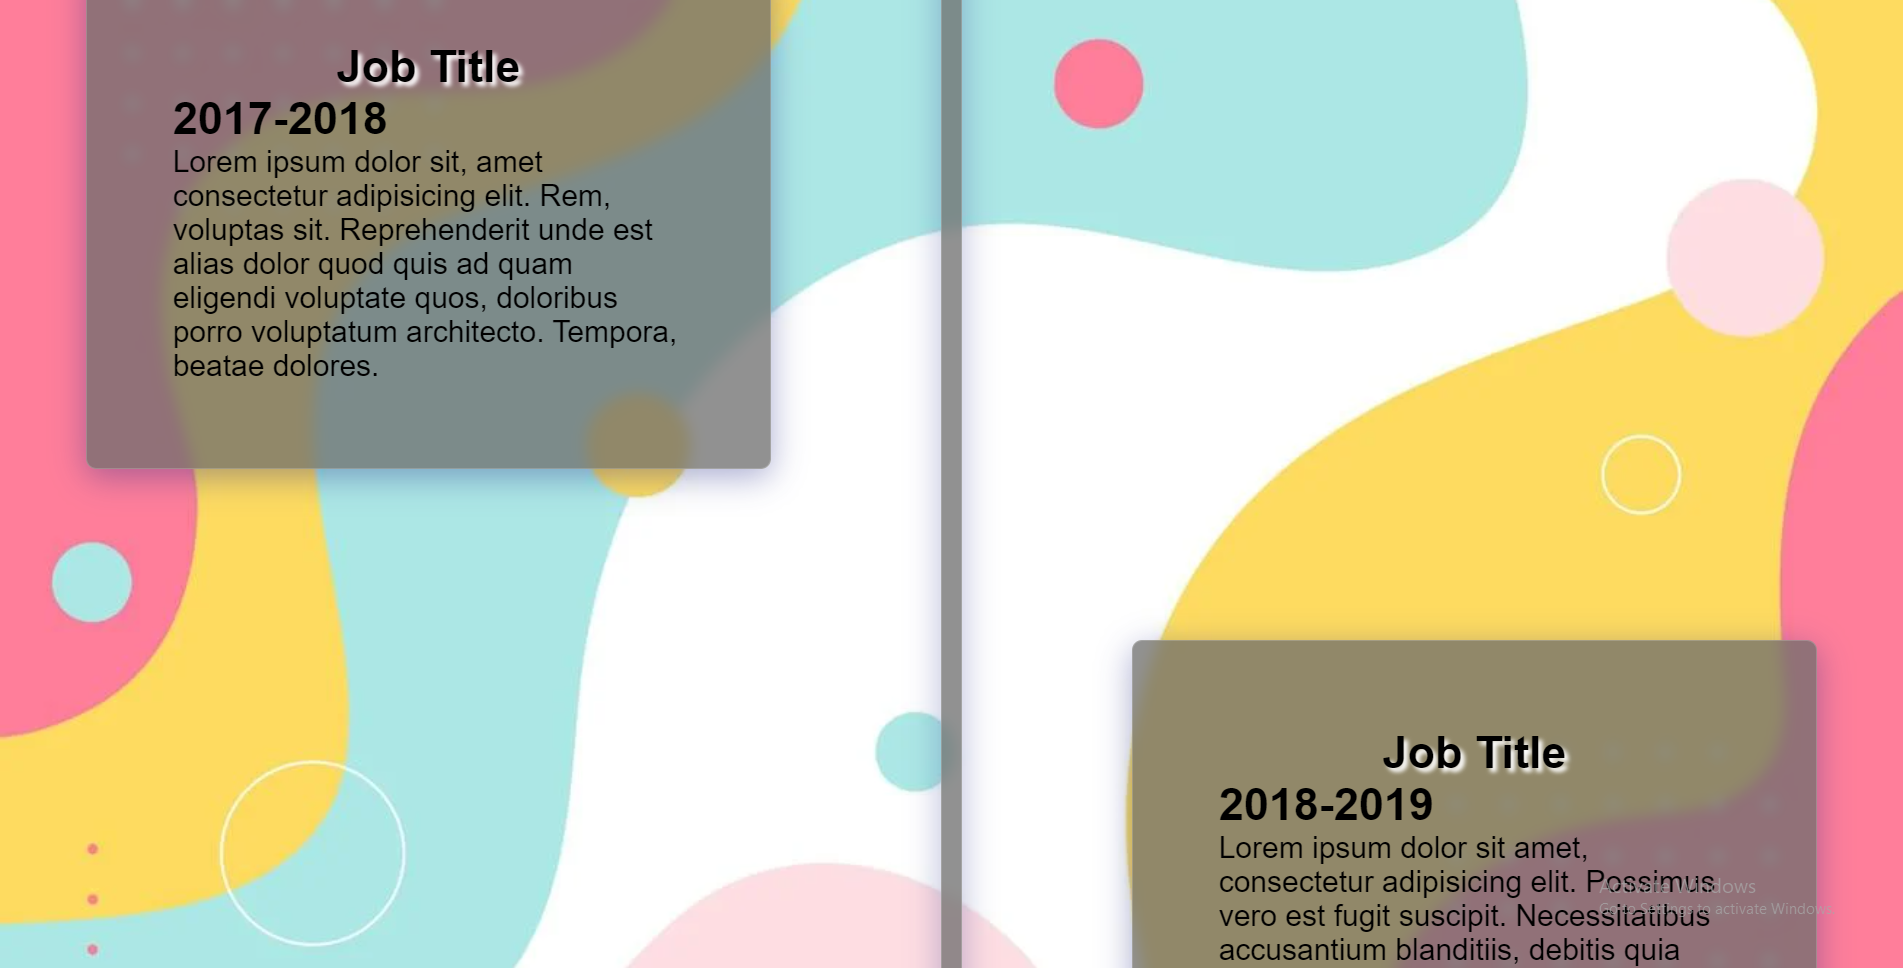 Job Title
2017-2018
Lorem ipsum dolor sit, amet
consectetur adipisicing elit. Rem,
voluptas sit. Reprehenderit unde est
alias dolor quod quis ad quam
eligendi voluptate quos, doloribus
porro voluptatum architecto. Tempora,
beatae dolores.
Job Title
2018-2019
Lorem ipsum dolor sit amet,
consectetur adipisicing elit. Possimus
vero est fugit suscipit. Necessitatibus
accusantium blanditiis, debitis quia
Activate Windows
Go to Settings to activate Windows.